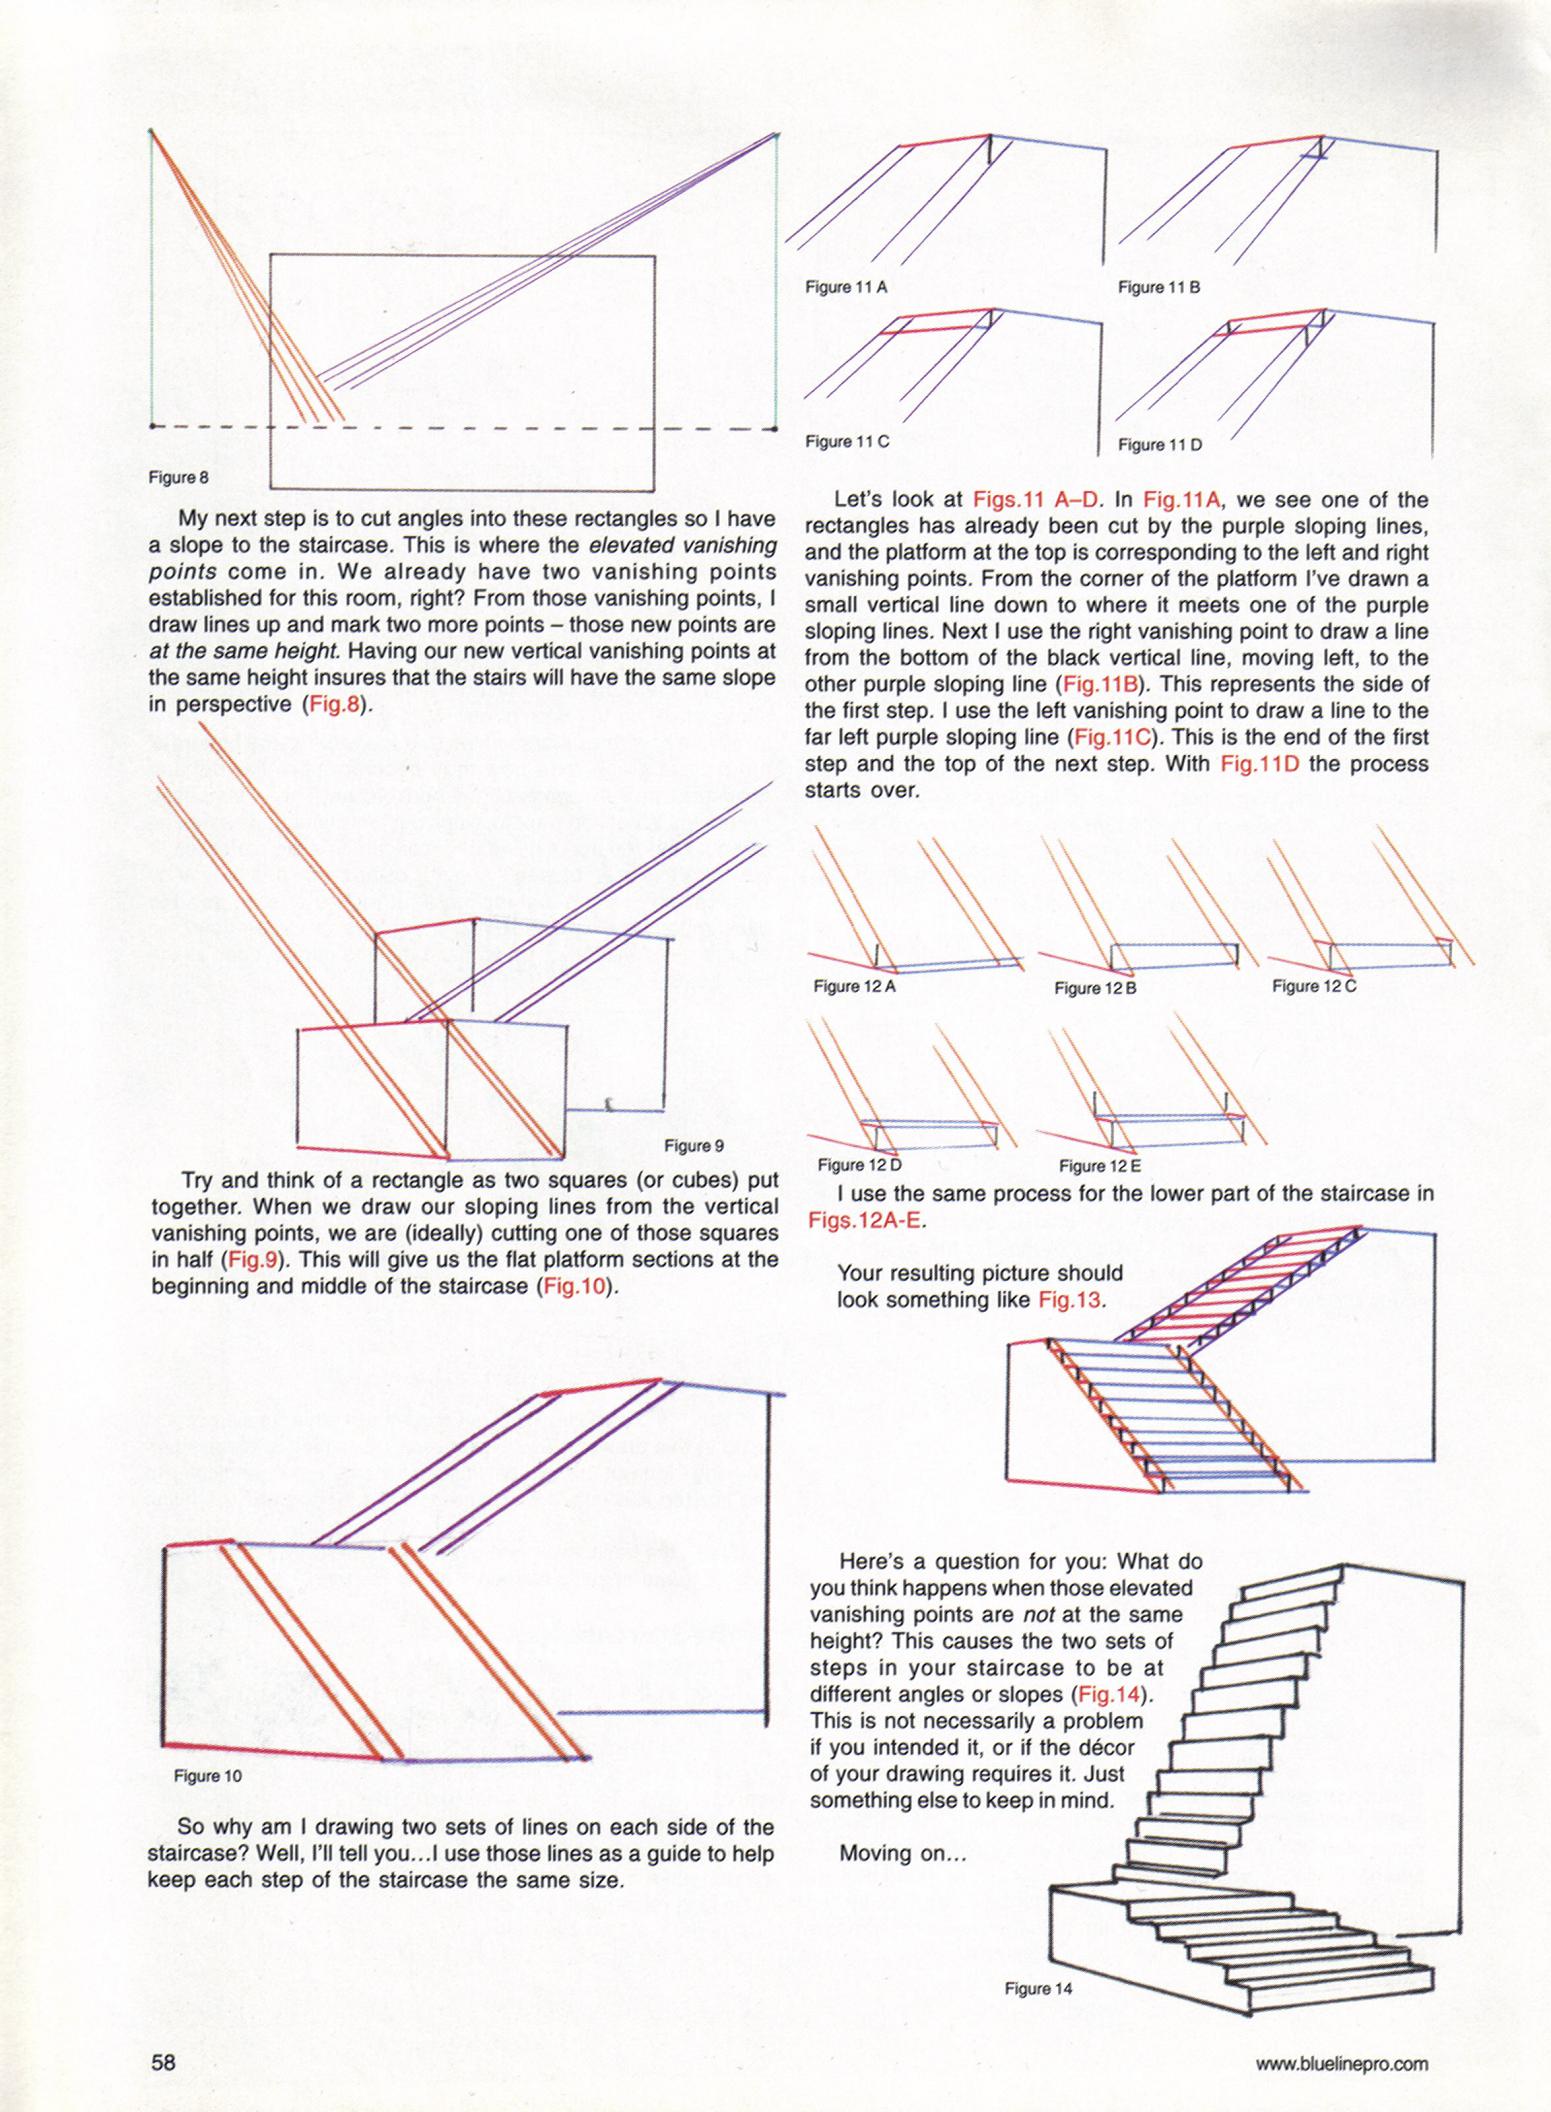 Figure 8
My next step is to cut angles into these rectangles so I have
a slope to the staircase. This is where the elevated vanishing
points come in. We already have two vanishing points
established for this room, right? From those vanishing points, I
draw lines up and mark two more points – those new points are
at the same height. Having our new vertical vanishing points at
the same height insures that the stairs will have the same slope
in perspective (Fig.8).
Figure 9
Try and think of a rectangle as two squares (or cubes) put
together. When we draw our sloping lines from the vertical
vanishing points, we are (ideally) cutting one of those squares
in half (Fig.9). This will give us the flat platform sections at the
beginning and middle of the staircase (Fig.10).
Figure 10
So why am I drawing two sets of lines on each side of the
staircase? Well, I'll tell you...I use those lines as a guide to help
keep each step of the staircase the same size.
Figure 11 A
Figure 11 B
Figure 11 C
Figure 11 D
Let's look at Figs.11 A–D. In Fig.11A, we see one of the
rectangles has already been cut by the purple sloping lines,
and the platform at the top is corresponding to the left and right
vanishing points. From the corner of the platform I've drawn a
small vertical line down to where it meets one of the purple
sloping lines. Next I use the right vanishing point to draw a line
from the bottom of the black vertical line, moving left, to the
other purple sloping line (Fig.11B). This represents the side of
the first step. I use the left vanishing point to draw a line to the
far left purple sloping line (Fig.11C). This is the end of the first
step and the top of the next step. With Fig.11D the process
starts over.
Figure 12 A
Figure 12 B
Figure 12 C
Figure 12 D
Figure 12 E
I use the same process for the lower part of the staircase in
Figs.12A-E.
Your resulting picture should
look something like Fig.13.
Here's a question for you: What do
you think happens when those elevated
vanishing points are not at the same
height? This causes the two sets of
steps in your staircase to be at
different angles or slopes (Fig.14).
This is not necessarily a problem
if you intended it, or if the décor
of your drawing requires it. Just
something else to keep in mind.
Moving on...
Figure 14
58
www.bluelinepro.com